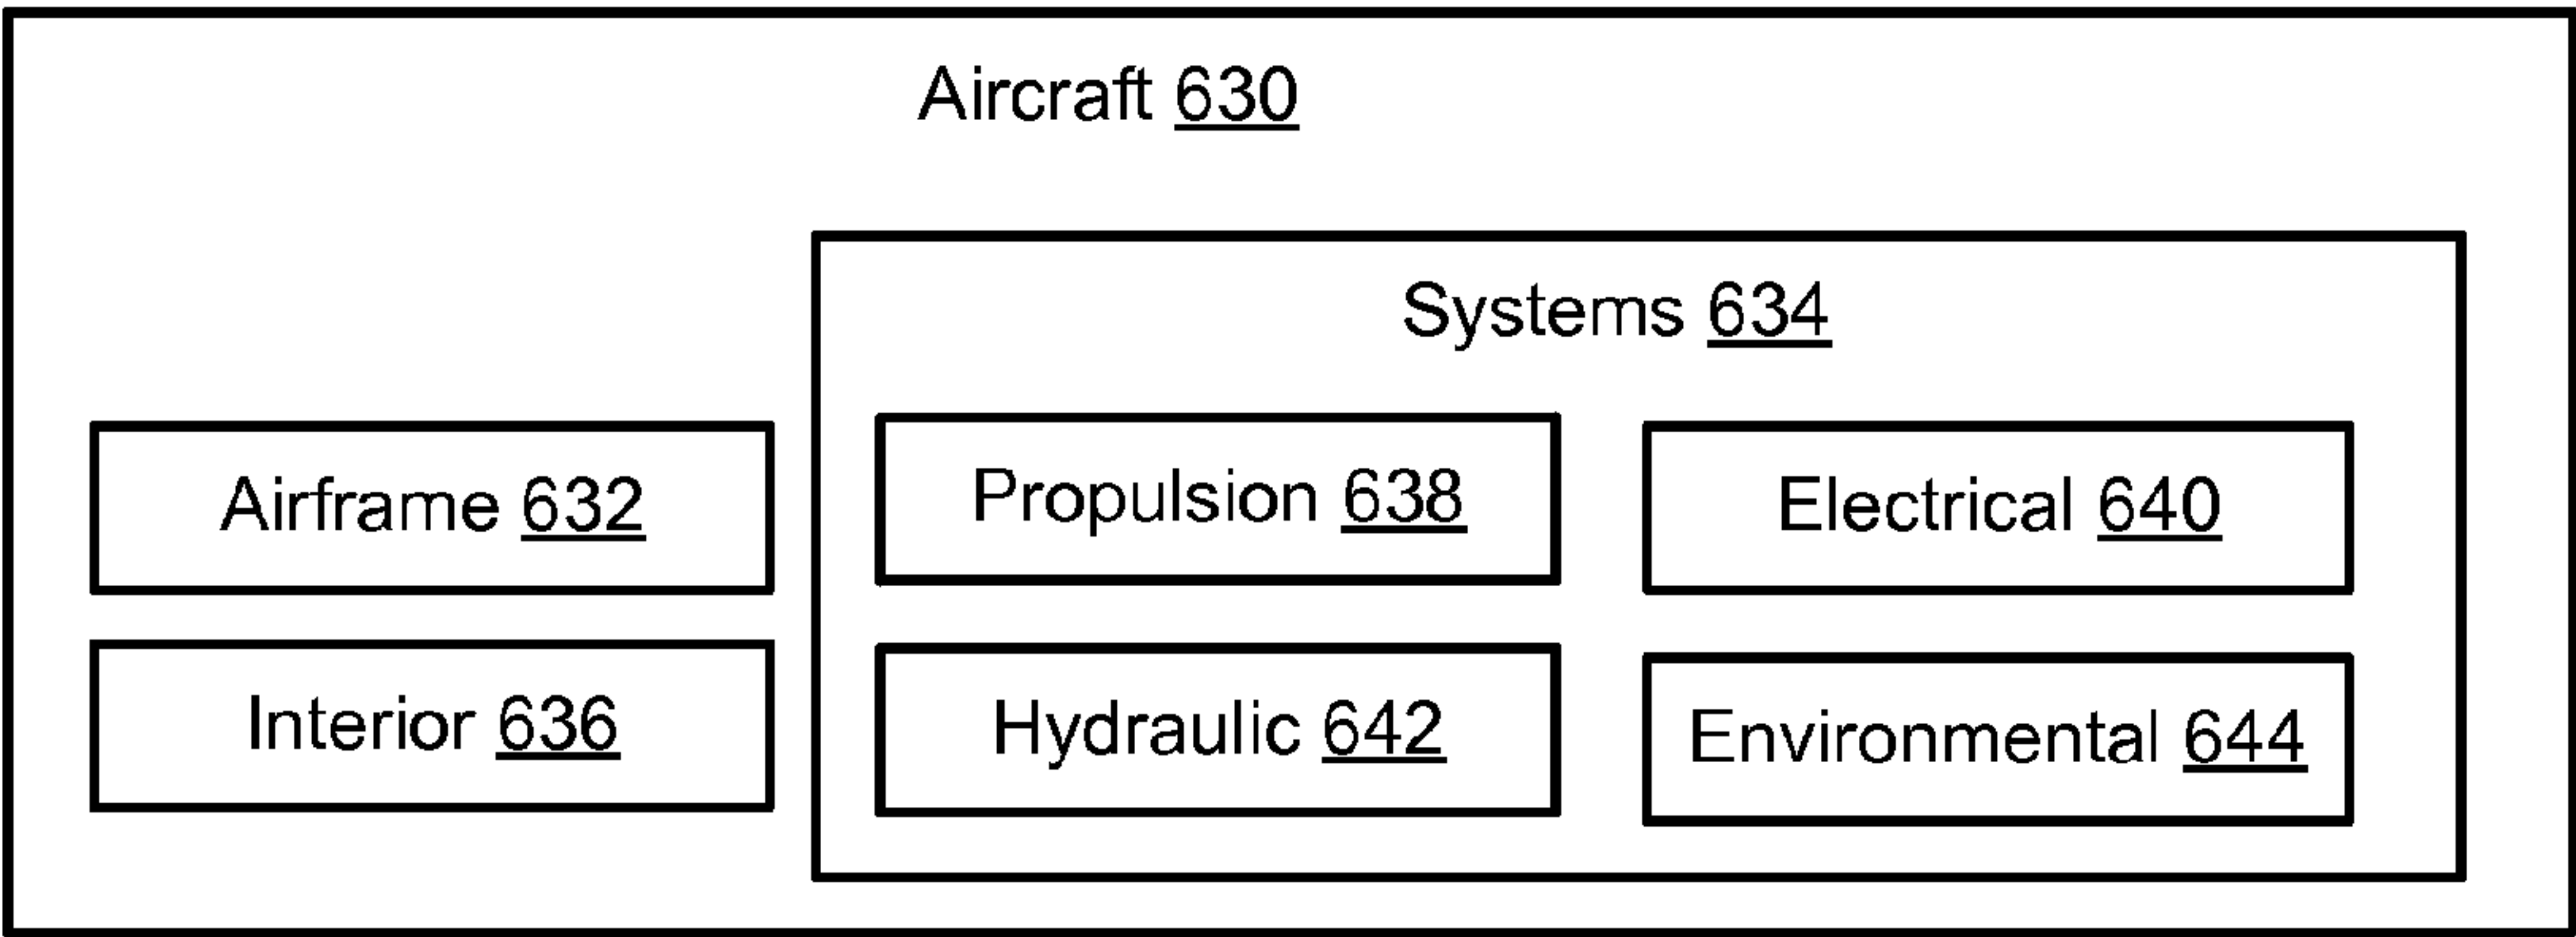 Aircraft 630
Systems 634
Airframe 632
Propulsion 638
Electrical 640
Interior 636
Hydraulic 642
Environmental 644